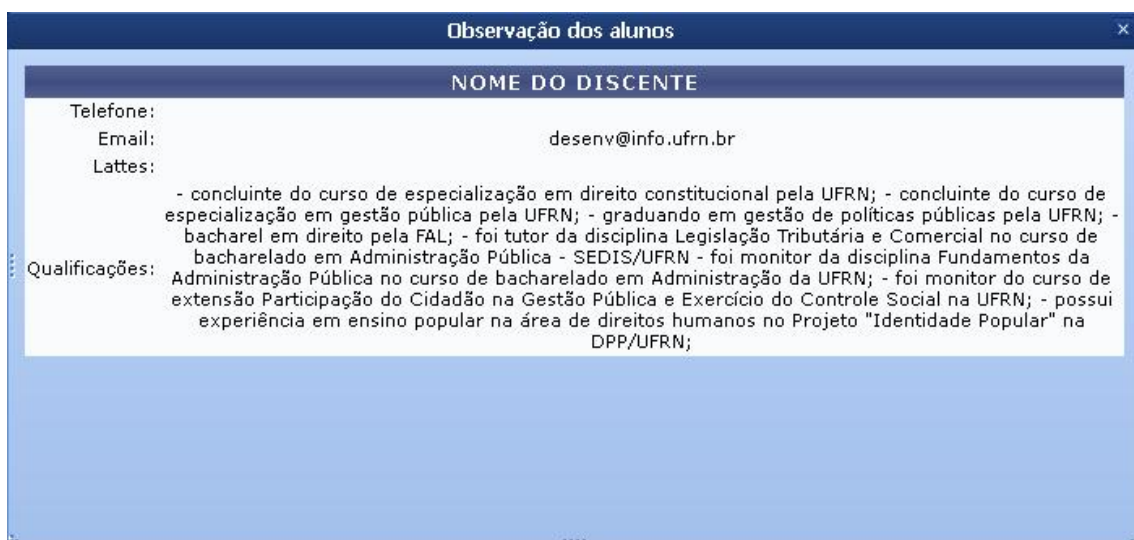 Observação dos alunos
NOME DO DISCENTE
Telefone:
Email: desenv@info.ufrn.br
Lattes:
Qualificações:
- concluinte do curso de especialização em direito constitucional pela UFRN; - concluinte do curso de
especialização em gestão pública pela UFRN; - graduando em gestão de políticas públicas pela UFRN; -
bacharel em direito pela FAL; - foi tutor da disciplina Legislação Tributária e Comercial no curso de
bacharelado em Administração Pública - SEDIS/UFRN - foi monitor da disciplina Fundamentos da
Administração Pública no curso de bacharelado em Administração da UFRN; - foi monitor do curso de
extensão Participação do Cidadão na Gestão Pública e Exercício do Controle Social na UFRN; - possui
experiência em ensino popular na área de direitos humanos no Projeto "Identidade Popular" na
DPP/UFRN;